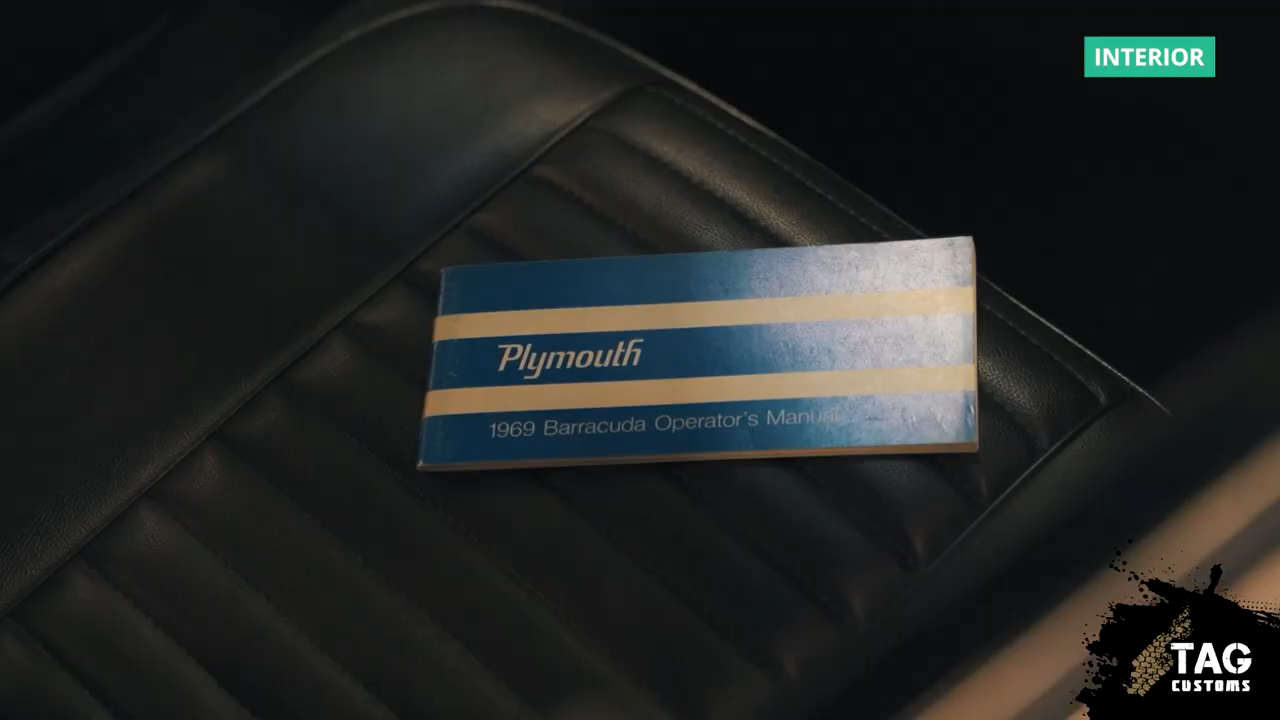 INTERIOR
Plymouth
1969 Barracuda Operator's Manual
TAG
CUSTOMS